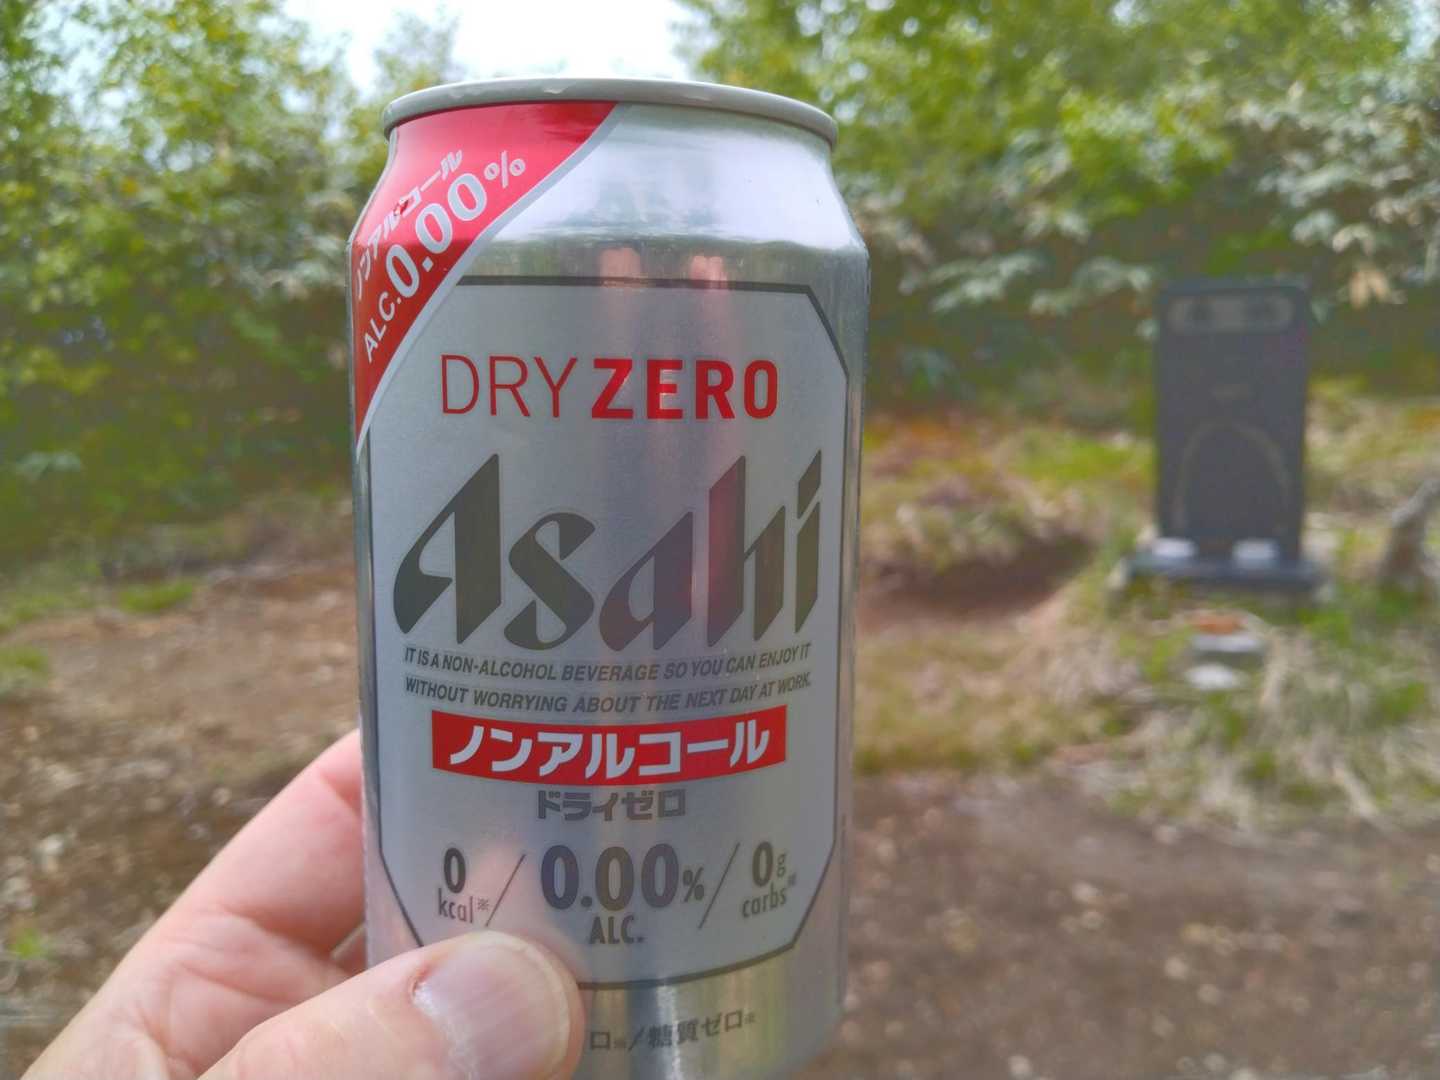 ノンアルコール
ALC.0.00%
DRY ZERO
Asahi
IT IS A NON-ALCOHOL BEVERAGE SO YOU CAN ENJOY IT
WITHOUT WORRYING ABOUT THE NEXT DAY AT WORK.
ノンアルコール
ドライゼロ
0 kcal※ / 0.00% ALC. / 0g carbs※
ロ※/糖質ゼロ※